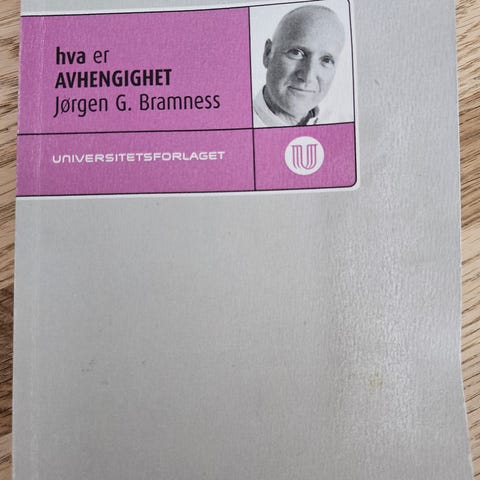 hva er
AVHENGIGHET
Jørgen G. Bramness
UNIVERSITETSFORLAGET